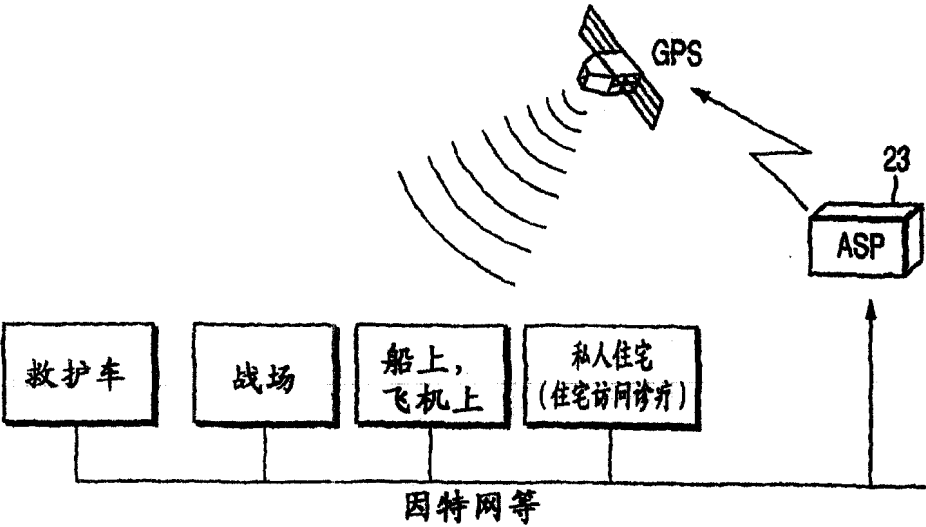 GPS
23
ASP
救护车
战场
船上，
飞机上
私人住宅
（住宅访问诊疗）
因特网等